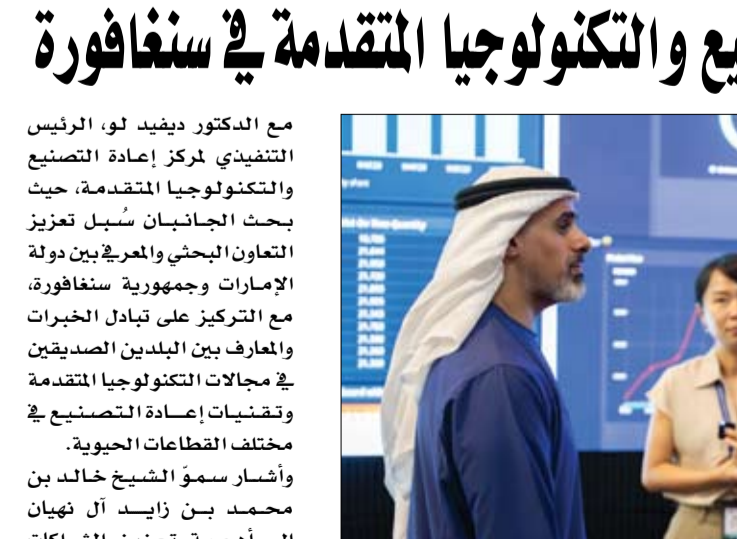 يع والتكنولوجيا المتقدمة في سنغافورة
مع الدكتور ديفيد لو، الرئيس
التنفيذي لمركز إعادة التصنيع
والتكنولوجيا المتقدمة، حيث
بحث الجانبان سُبل تعزيز
التعاون البحثي والمعرفي بين دولة
الإمارات وجمهورية سنغافورة،
مع التركيز على تبادل الخبرات
والمعارف بين البلدين الصديقين
في مجالات التكنولوجيا المتقدمة
وتقنيات إعادة التصنيع في
مختلف القطاعات الحيوية.
وأشار سموّ الشيخ خالد بن
محمد بن زايد آل نهيان